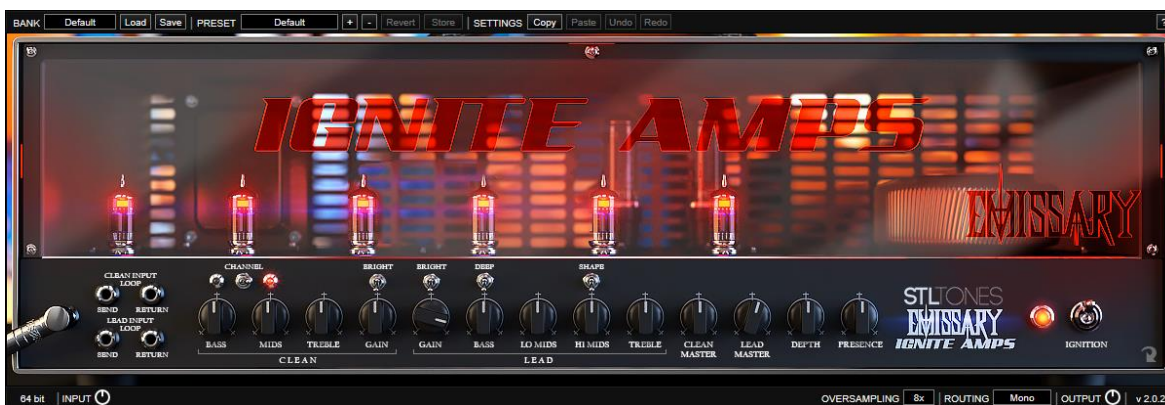 BANK Default Load Save PRESET Default + - Revert Store SETTINGS Copy Paste Undo Redo ?
IGNITE AMPS
EMISSARY
CLEAN INPUT
LOOP
SEND RETURN
LEAD INPUT
LOOP
SEND RETURN
CHANNEL BRIGHT BRIGHT DEEP SHAPE
BASS MIDS TREBLE GAIN GAIN BASS LO MIDS HI MIDS TREBLE CLEAN MASTER LEAD MASTER DEPTH PRESENCE
CLEAN LEAD
STLTONES
EMISSARY
IGNITE AMPS
IGNITION
64 bit INPUT OVERSAMPLING 8x ROUTING Mono OUTPUT v 2.0.2